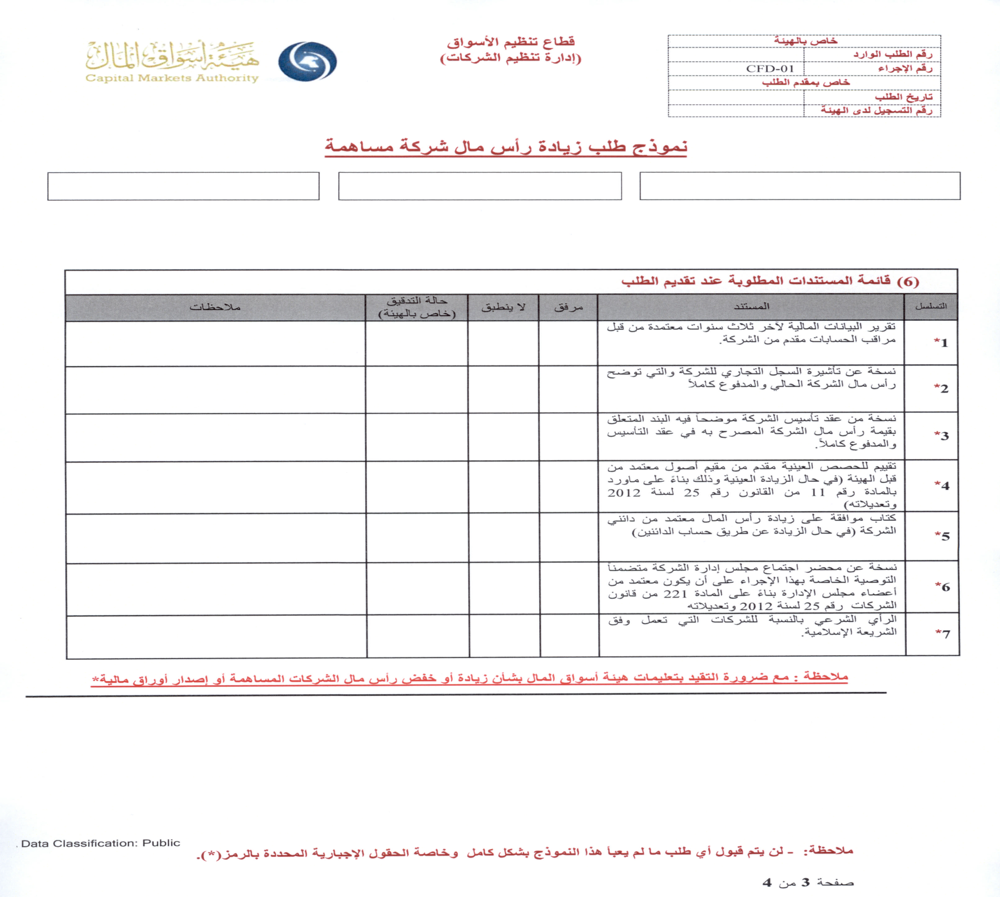 خاص بالهيئة
رقم الطلب الوارد
رقم الإجراء CFD-01
خاص بمقدم الطلب
تاريخ الطلب
رقم التسجيل لدى الهيئة
قطاع تنظيم الأسواق
(إدارة تنظيم الشركات)
هيئة أسواق المال
Capital Markets Authority
نموذج طلب زيادة رأس مال شركة مساهمة
(6) قائمة المستندات المطلوبة عند تقديم الطلب
التسلسل المستند مرفق لا ينطبق حالة التدقيق (خاص بالهيئة) ملاحظات
1*
تقرير البيانات المالية لآخر ثلاث سنوات معتمدة من قبل
مراقب الحسابات مقدم من الشركة.
2*
نسخة عن تأشيرة السجل التجاري للشركة والتي توضح
رأس مال الشركة الحالي والمدفوع كاملاً
3*
نسخة من عقد تأسيس الشركة موضحاً فيه البند المتعلق
بقيمة رأس مال الشركة المصرح به في عقد التأسيس
والمدفوع كاملاً.
4*
تقييم للحصص العينية مقدم من مقيم أصول معتمد من
قبل الهيئة (في حال الزيادة العينية وذلك بناءً على ماورد
بالمادة رقم 11 من القانون رقم 25 لسنة 2012
وتعديلاته)
5*
كتاب موافقة على زيادة رأس المال معتمد من دائني
الشركة (في حال الزيادة عن طريق حساب الدائنين)
6*
نسخة عن محضر اجتماع مجلس إدارة الشركة متضمناً
التوصية الخاصة بهذا الإجراء على أن يكون معتمد من
أعضاء مجلس الإدارة بناءً على المادة 221 من قانون
الشركات رقم 25 لسنة 2012 وتعديلاته
7*
الرأي الشرعي بالنسبة للشركات التي تعمل وفق
الشريعة الإسلامية.
ملاحظة : مع ضرورة التقيد بتعليمات هيئة أسواق المال بشأن زيادة أو خفض رأس مال الشركات المساهمة أو إصدار أوراق مالية*
Data Classification: Public
ملاحظة: - لن يتم قبول أي طلب ما لم يعبأ هذا النموذج بشكل كامل وخاصة الحقول الإجبارية المحددة بالرمز(*).
صفحة 3 من 4